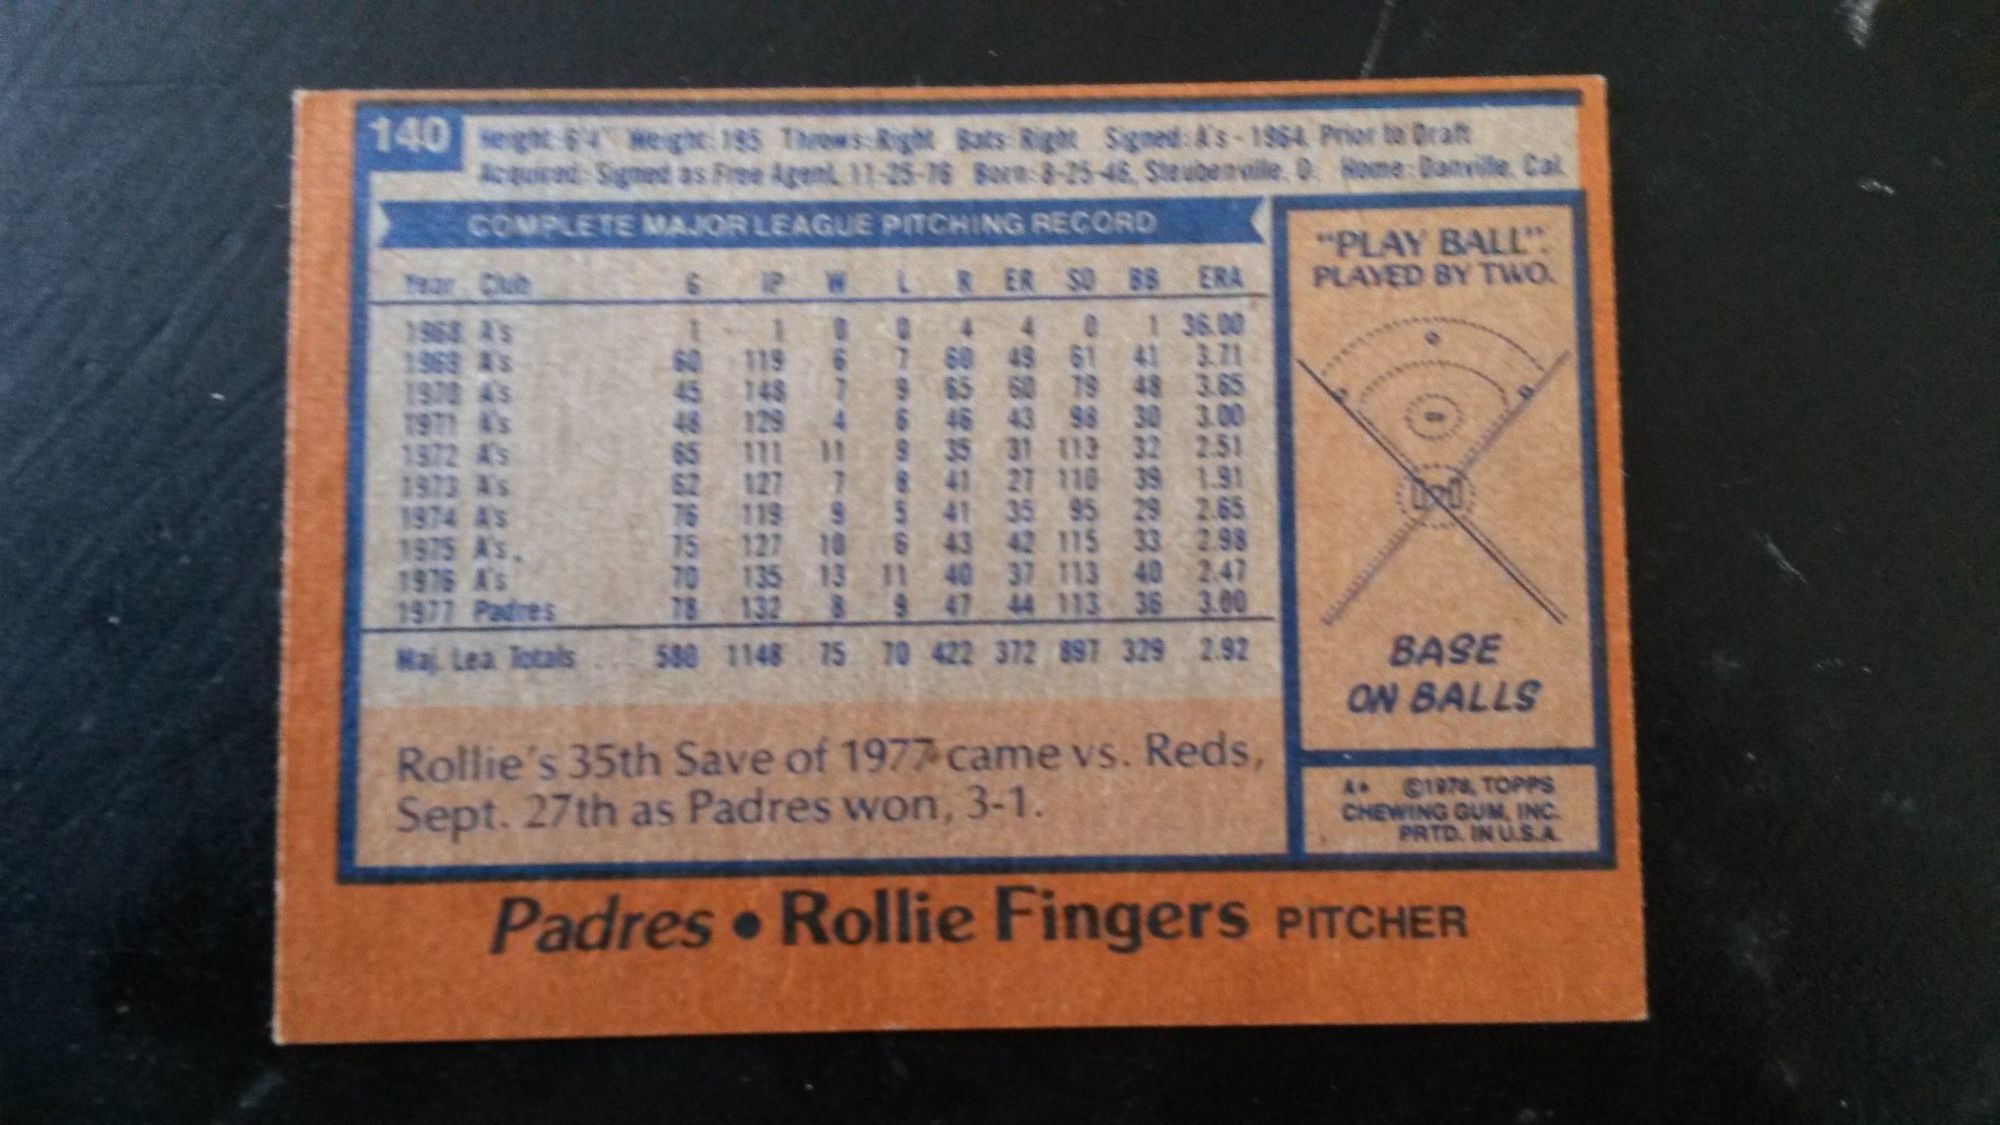 140
Height: 6'4" Weight: 195 Throws: Right Bats: Right Signed: A's - 1964, Prior to Draft
Acquired: Signed as Free Agent, 11-25-76 Born: 8-25-46, Steubenville, O. Home: Danville, Cal.
COMPLETE MAJOR LEAGUE PITCHING RECORD
Year Club G IP W L R ER SO BB ERA
1968 A's 1 1 0 0 4 4 0 1 36.00
1969 A's 60 119 6 7 60 49 61 41 3.71
1970 A's 45 148 7 9 65 60 79 48 3.65
1971 A's 48 129 4 6 46 43 98 30 3.00
1972 A's 65 111 11 9 35 31 113 32 2.51
1973 A's 62 127 7 8 41 27 110 39 1.91
1974 A's 76 119 9 5 41 35 95 29 2.65
1975 A's. 75 127 10 6 43 42 115 33 2.98
1976 A's 70 135 13 11 40 37 113 40 2.47
1977 Padres 78 132 8 9 47 44 113 36 3.00
Maj. Lea. Totals ... 580 1148 75 70 422 372 897 329 2.92
Rollie's 35th Save of 1977 came vs. Reds,
Sept. 27th as Padres won, 3-1.
"PLAY BALL".
PLAYED BY TWO.
BASE
ON BALLS
A* ©1978, TOPPS
CHEWING GUM, INC.
PRTD. IN U.S.A.
Padres • Rollie Fingers PITCHER